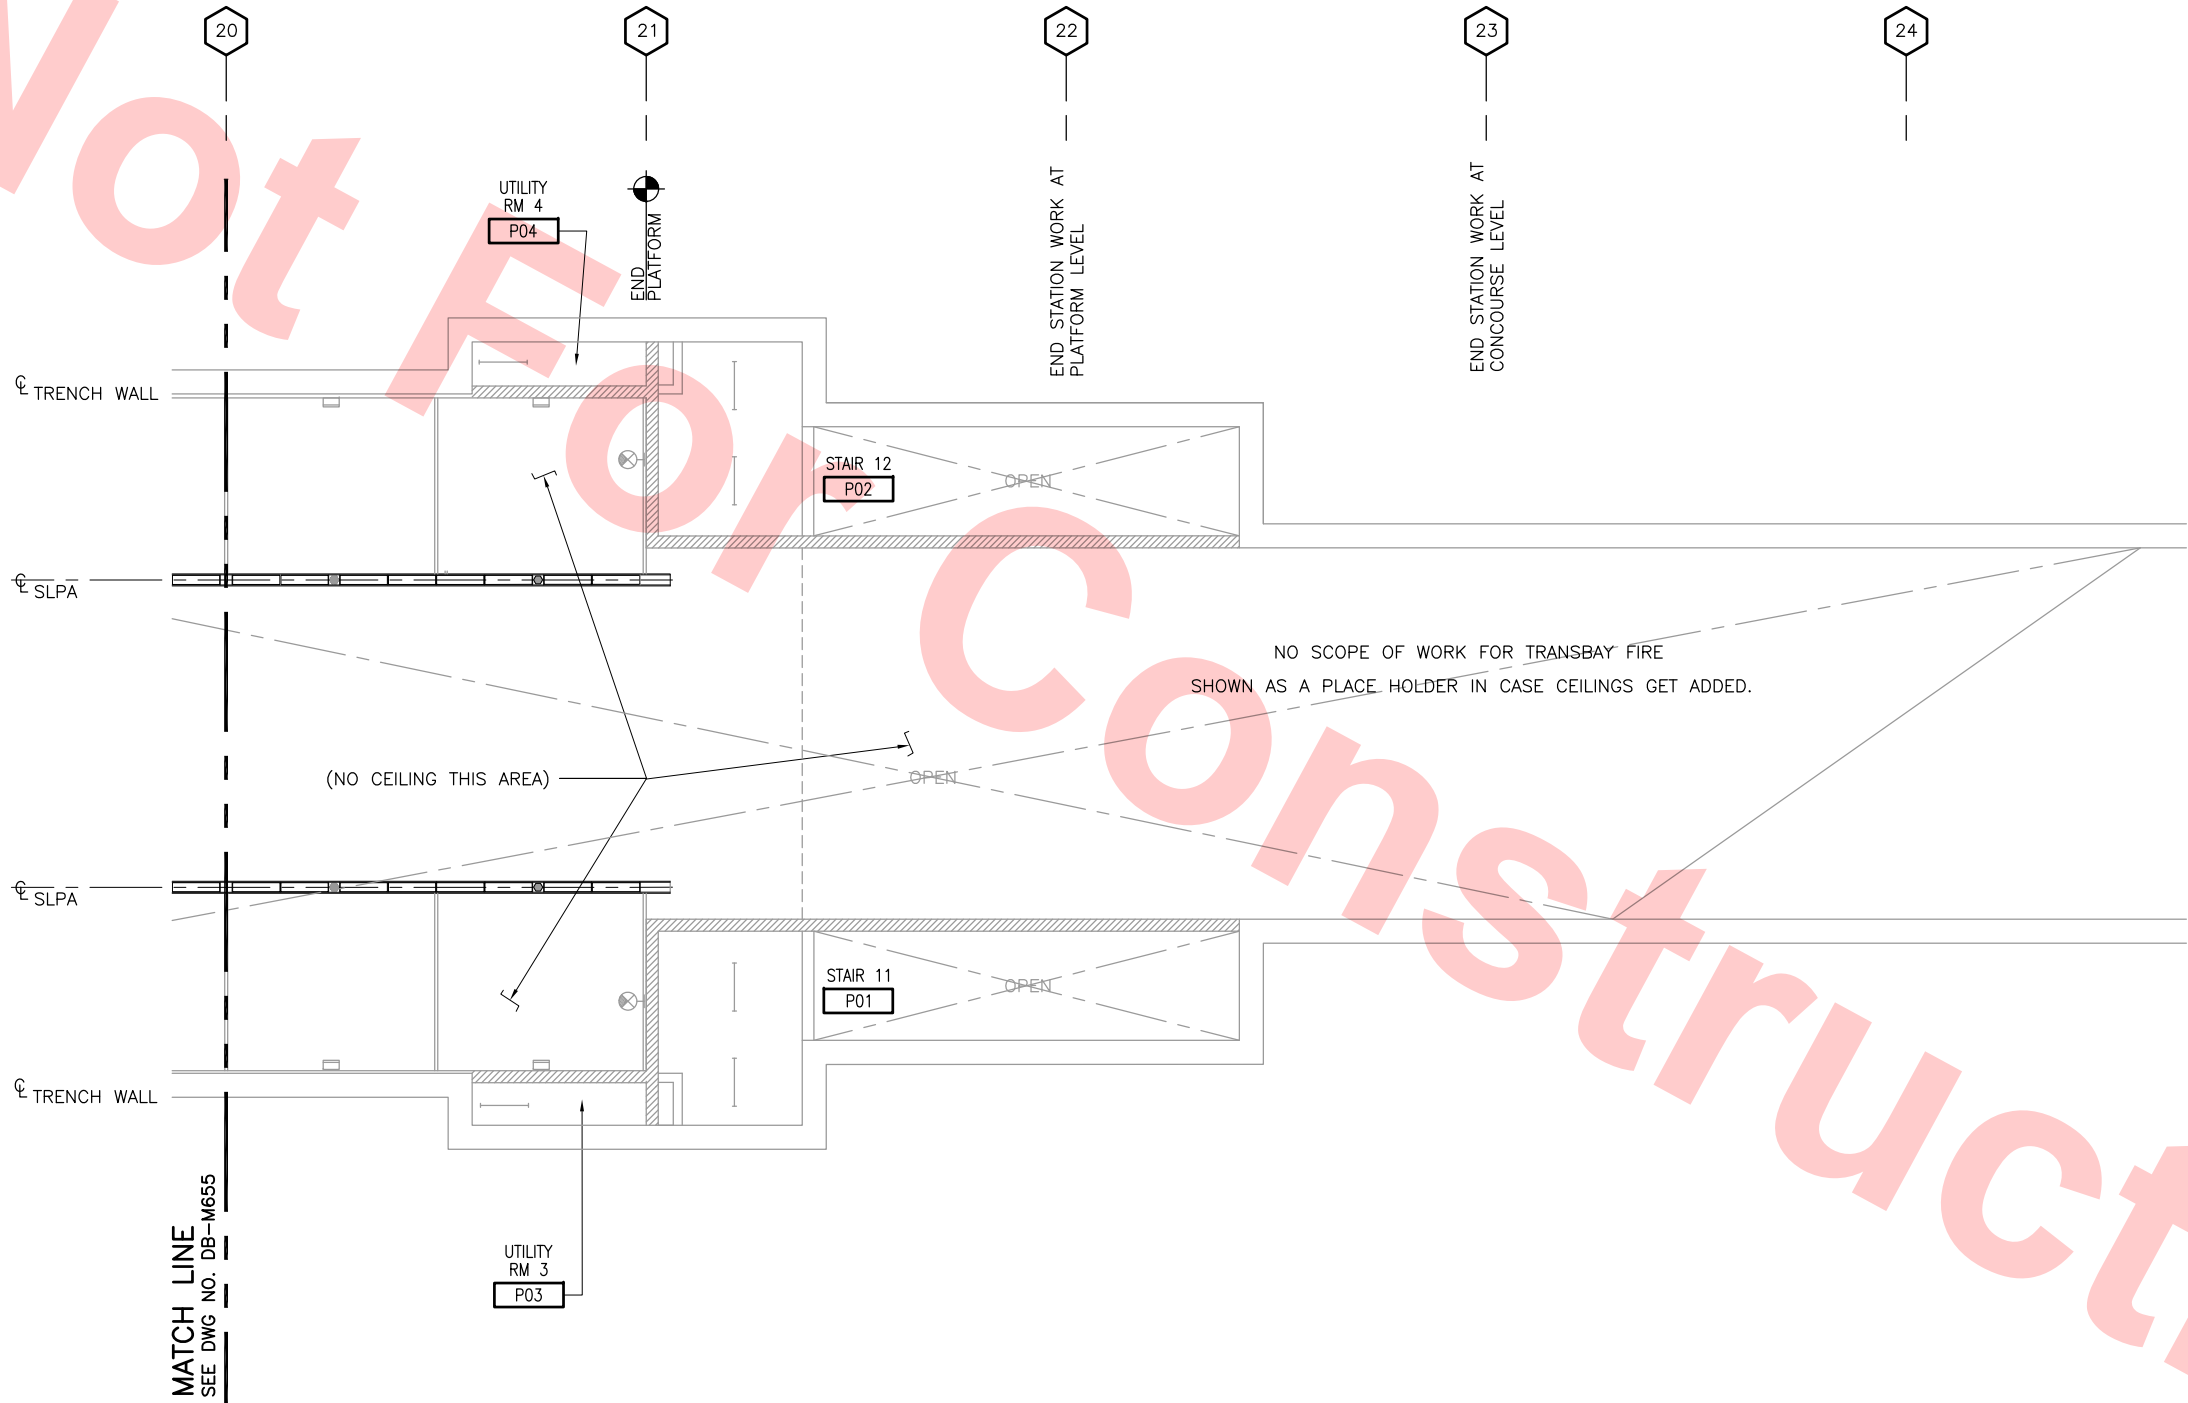 20
21
22
23
24
UTILITY
RM 4
P04
END
PLATFORM
END STATION WORK AT
PLATFORM LEVEL
END STATION WORK AT
CONCOURSE LEVEL
℄ TRENCH WALL
STAIR 12
P02
OPEN
℄ SLPA
NO SCOPE OF WORK FOR TRANSBAY FIRE
SHOWN AS A PLACE HOLDER IN CASE CEILINGS GET ADDED.
(NO CEILING THIS AREA)
OPEN
℄ SLPA
STAIR 11
P01
OPEN
℄ TRENCH WALL
MATCH LINE
SEE DWG NO. DB-M655
UTILITY
RM 3
P03
Not For Constructi